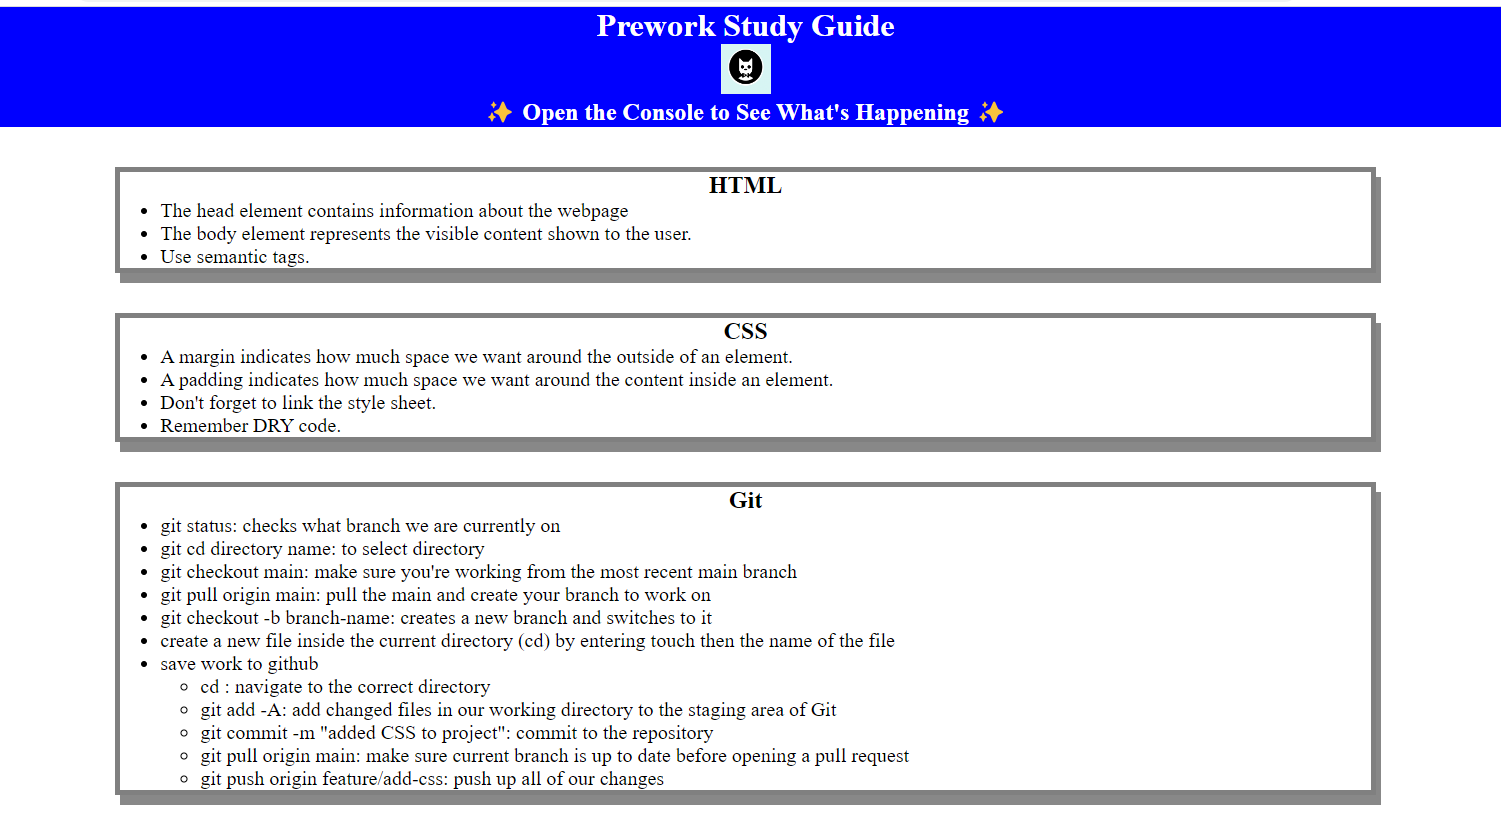 Prework Study Guide
✨ Open the Console to See What's Happening ✨
HTML
• The head element contains information about the webpage
• The body element represents the visible content shown to the user.
• Use semantic tags.
CSS
• A margin indicates how much space we want around the outside of an element.
• A padding indicates how much space we want around the content inside an element.
• Don't forget to link the style sheet.
• Remember DRY code.
Git
• git status: checks what branch we are currently on
• git cd directory name: to select directory
• git checkout main: make sure you're working from the most recent main branch
• git pull origin main: pull the main and create your branch to work on
• git checkout -b branch-name: creates a new branch and switches to it
• create a new file inside the current directory (cd) by entering touch then the name of the file
• save work to github
◦ cd : navigate to the correct directory
◦ git add -A: add changed files in our working directory to the staging area of Git
◦ git commit -m "added CSS to project": commit to the repository
◦ git pull origin main: make sure current branch is up to date before opening a pull request
◦ git push origin feature/add-css: push up all of our changes